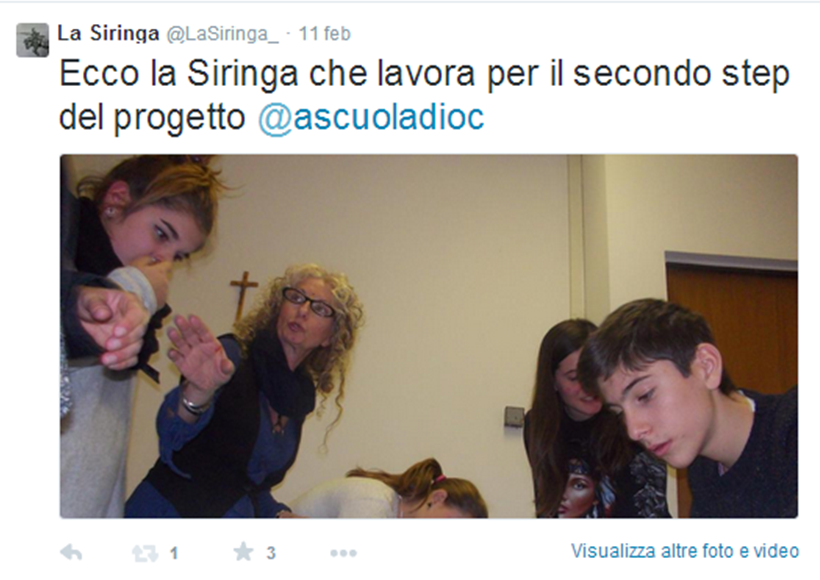 La Siringa @LaSiringa_ · 11 feb
Ecco la Siringa che lavora per il secondo step
del progetto @ascuoladioc
1 3
Visualizza altre foto e video